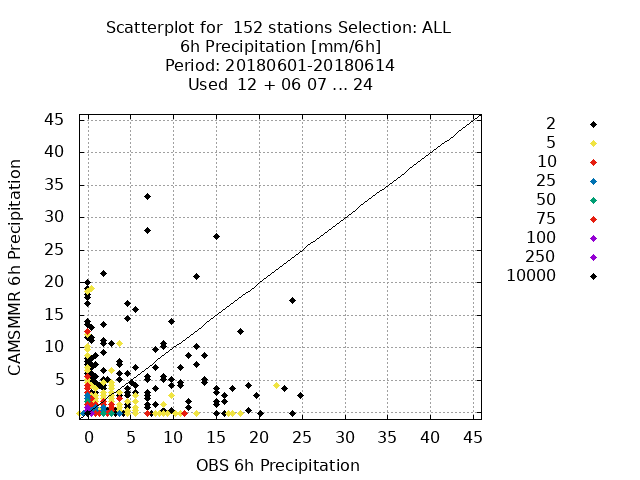 Scatterplot for  152 stations Selection: ALL
6h Precipitation [mm/6h]
Period: 20180601-20180614
Used  12 + 06 07 ... 24
CAMSMMR 6h Precipitation
45
40
35
30
25
20
15
10
5
0
0 5 10 15 20 25 30 35 40 45
OBS 6h Precipitation
2
5
10
25
50
75
100
250
10000